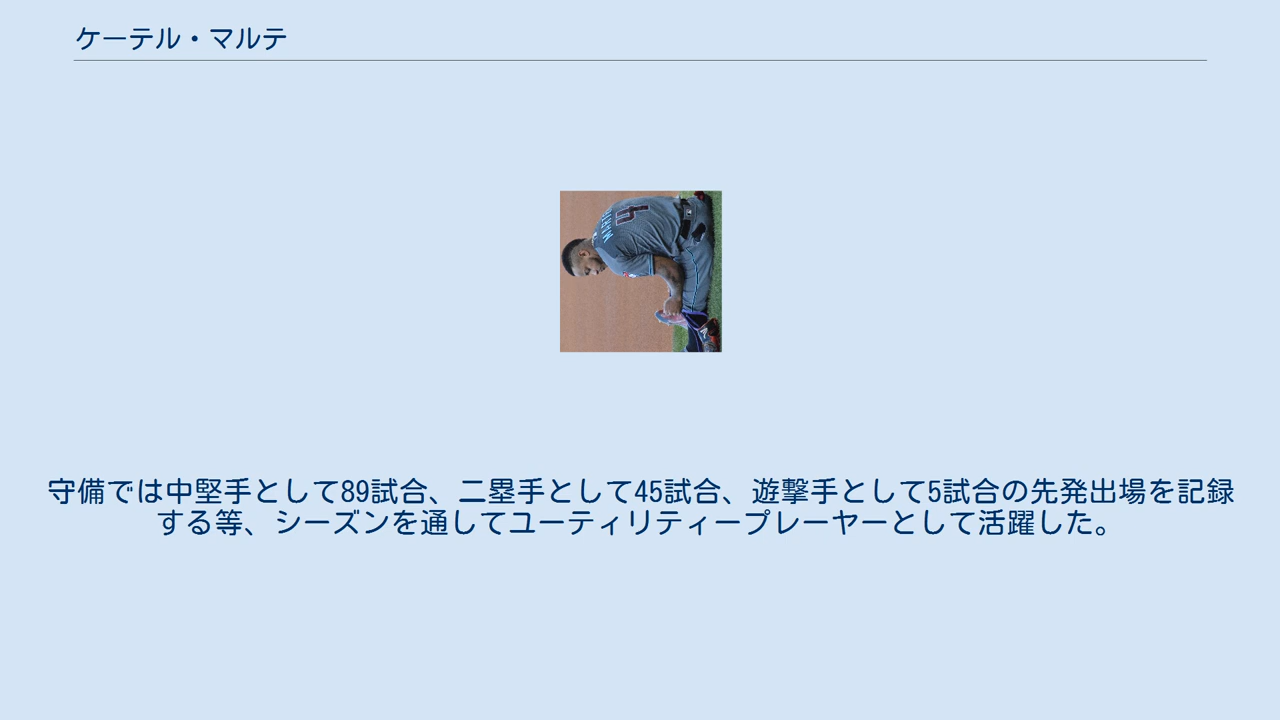 ケーテル・マルテ
MARTE
4
守備では中堅手として89試合、二塁手として45試合、遊撃手として5試合の先発出場を記録
する等、シーズンを通してユーティリティープレーヤーとして活躍した。